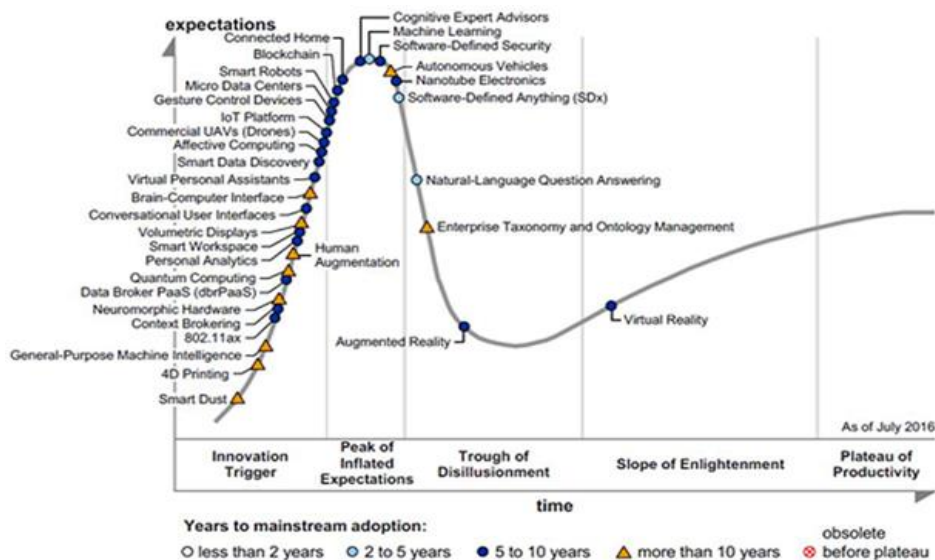 expectations
Cognitive Expert Advisors
Machine Learning
Software-Defined Security
Autonomous Vehicles
Nanotube Electronics
Software-Defined Anything (SDx)
Connected Home
Blockchain
Smart Robots
Micro Data Centers
Gesture Control Devices
IoT Platform
Commercial UAVs (Drones)
Affective Computing
Smart Data Discovery
Virtual Personal Assistants
Brain-Computer Interface
Conversational User Interfaces
Volumetric Displays
Smart Workspace
Personal Analytics
Human
Augmentation
Quantum Computing
Data Broker PaaS (dbrPaaS)
Neuromorphic Hardware
Context Brokering
802.11ax
General-Purpose Machine Intelligence
4D Printing
Smart Dust
Natural-Language Question Answering
Enterprise Taxonomy and Ontology Management
Augmented Reality
Virtual Reality
As of July 2016
Innovation
Trigger
Peak of
Inflated
Expectations
Trough of
Disillusionment
Slope of Enlightenment
Plateau of
Productivity
time
Years to mainstream adoption:
less than 2 years
2 to 5 years
5 to 10 years
more than 10 years
obsolete
before plateau